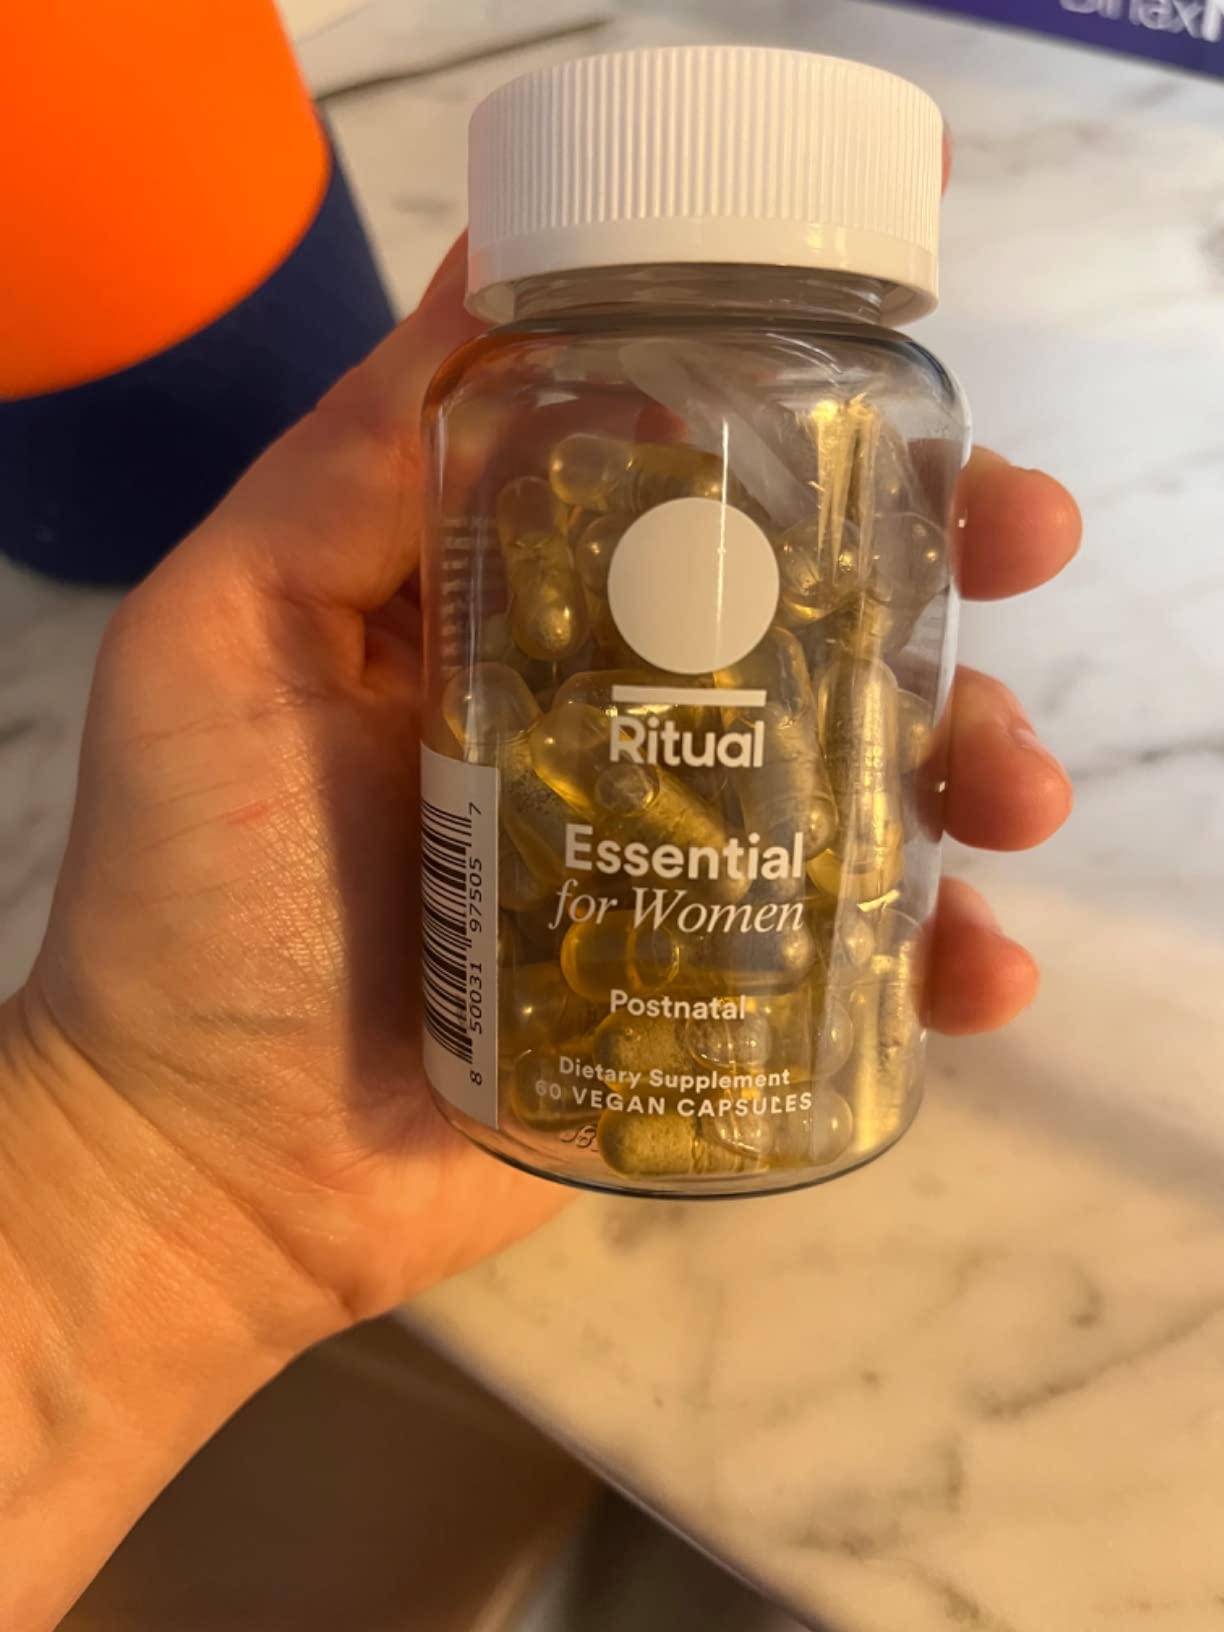 Ritual
Essential
for Women
Postnatal
Dietary Supplement
60 VEGAN CAPSULES
8 50031 97505 7